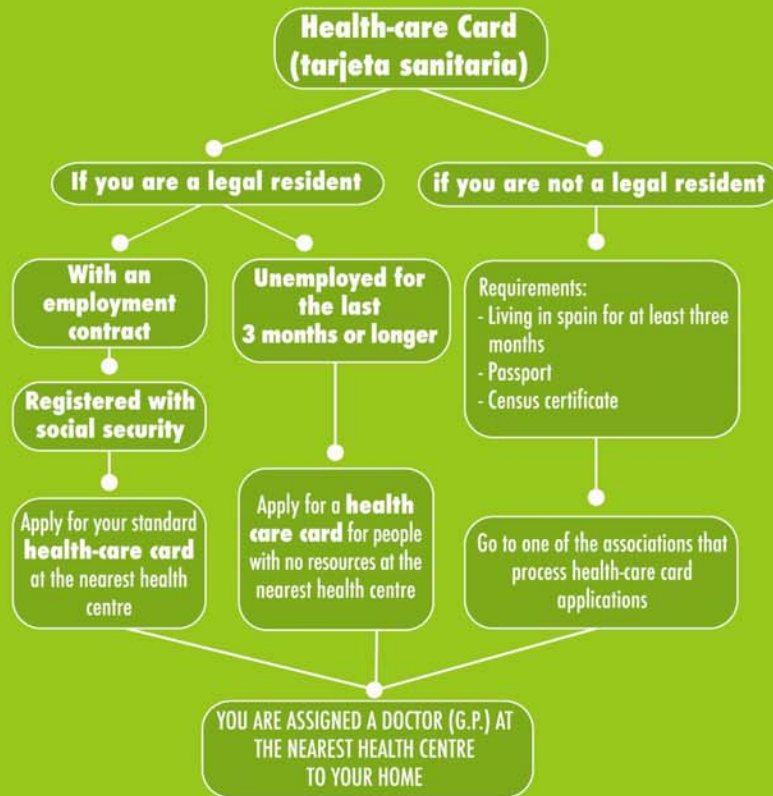 Health-care Card
(tarjeta sanitaria)
If you are a legal resident
if you are not a legal resident
With an
employment
contract
Unemployed for
the last
3 months or longer
Requirements:
- Living in spain for at least three
months
- Passport
- Census certificate
Registered with
social security
Apply for your standard
health-care card
at the nearest health
centre
Apply for a health
care card for people
with no resources at the
nearest health centre
Go to one of the associations that
process health-care card
applications
YOU ARE ASSIGNED A DOCTOR (G.P.) AT
THE NEAREST HEALTH CENTRE
TO YOUR HOME